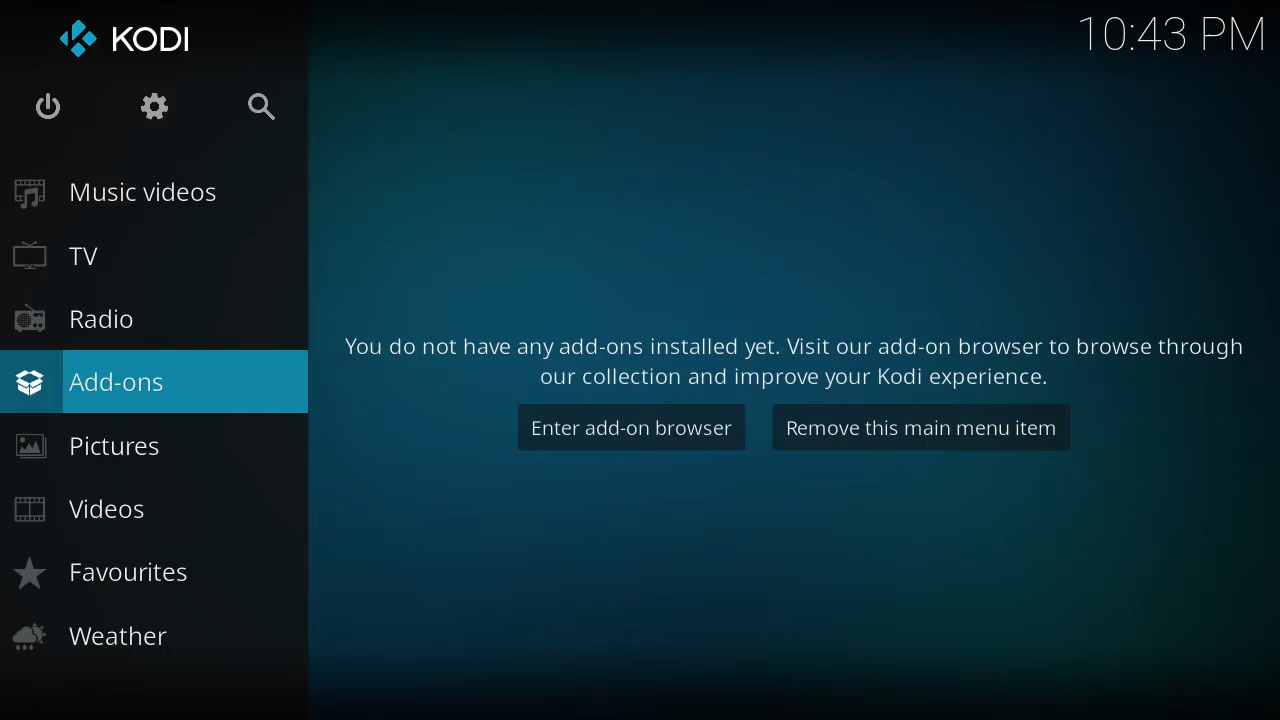 KODI
10:43 PM
Music videos
TV
Radio
Add-ons
Pictures
Videos
Favourites
Weather
You do not have any add-ons installed yet. Visit our add-on browser to browse through
our collection and improve your Kodi experience.
Enter add-on browser
Remove this main menu item